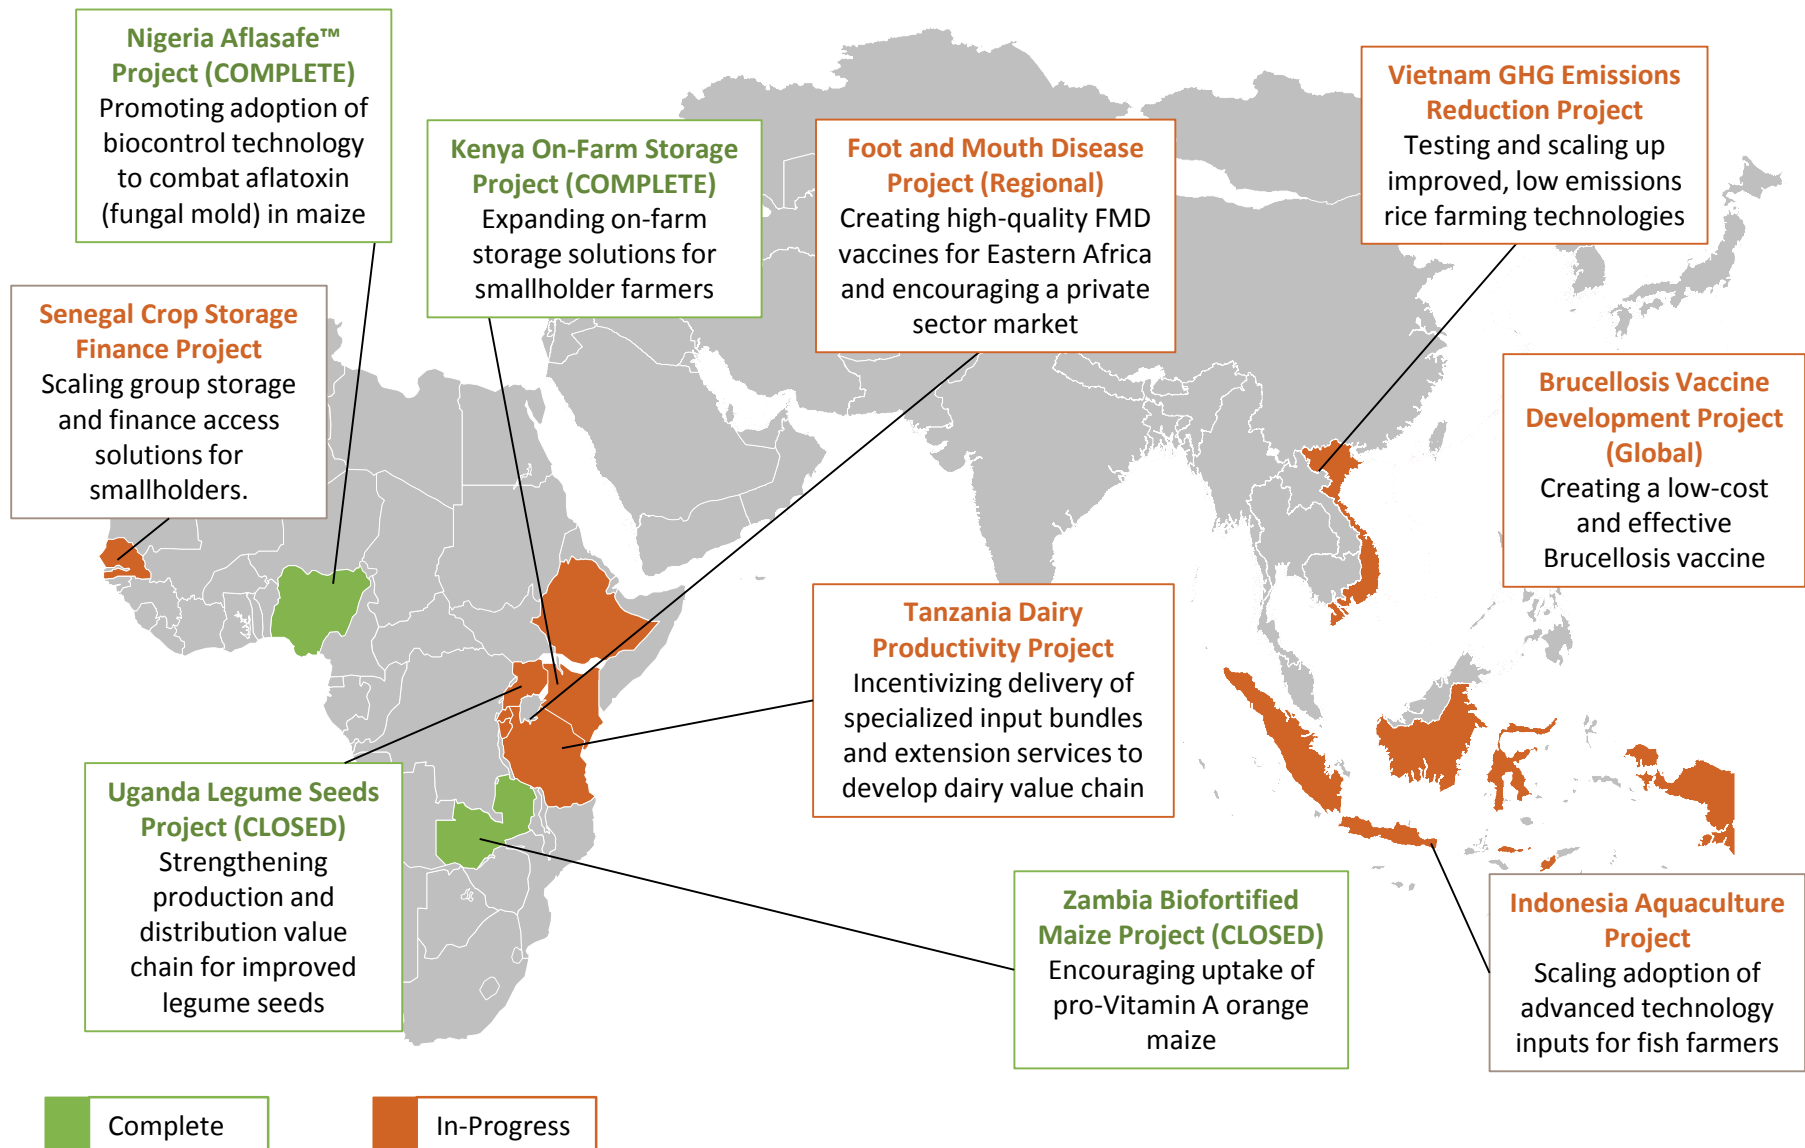 Nigeria Aflasafe™
Project (COMPLETE)
Promoting adoption of
biocontrol technology
to combat aflatoxin
(fungal mold) in maize
Kenya On-Farm Storage
Project (COMPLETE)
Expanding on-farm
storage solutions for
smallholder farmers
Foot and Mouth Disease
Project (Regional)
Creating high-quality FMD
vaccines for Eastern Africa
and encouraging a private
sector market
Vietnam GHG Emissions
Reduction Project
Testing and scaling up
improved, low emissions
rice farming technologies
Senegal Crop Storage
Finance Project
Scaling group storage
and finance access
solutions for
smallholders.
Brucellosis Vaccine
Development Project
(Global)
Creating a low-cost
and effective
Brucellosis vaccine
Tanzania Dairy
Productivity Project
Incentivizing delivery of
specialized input bundles
and extension services to
develop dairy value chain
Uganda Legume Seeds
Project (CLOSED)
Strengthening
production and
distribution value
chain for improved
legume seeds
Zambia Biofortified
Maize Project (CLOSED)
Encouraging uptake of
pro-Vitamin A orange
maize
Indonesia Aquaculture
Project
Scaling adoption of
advanced technology
inputs for fish farmers
Complete
In-Progress